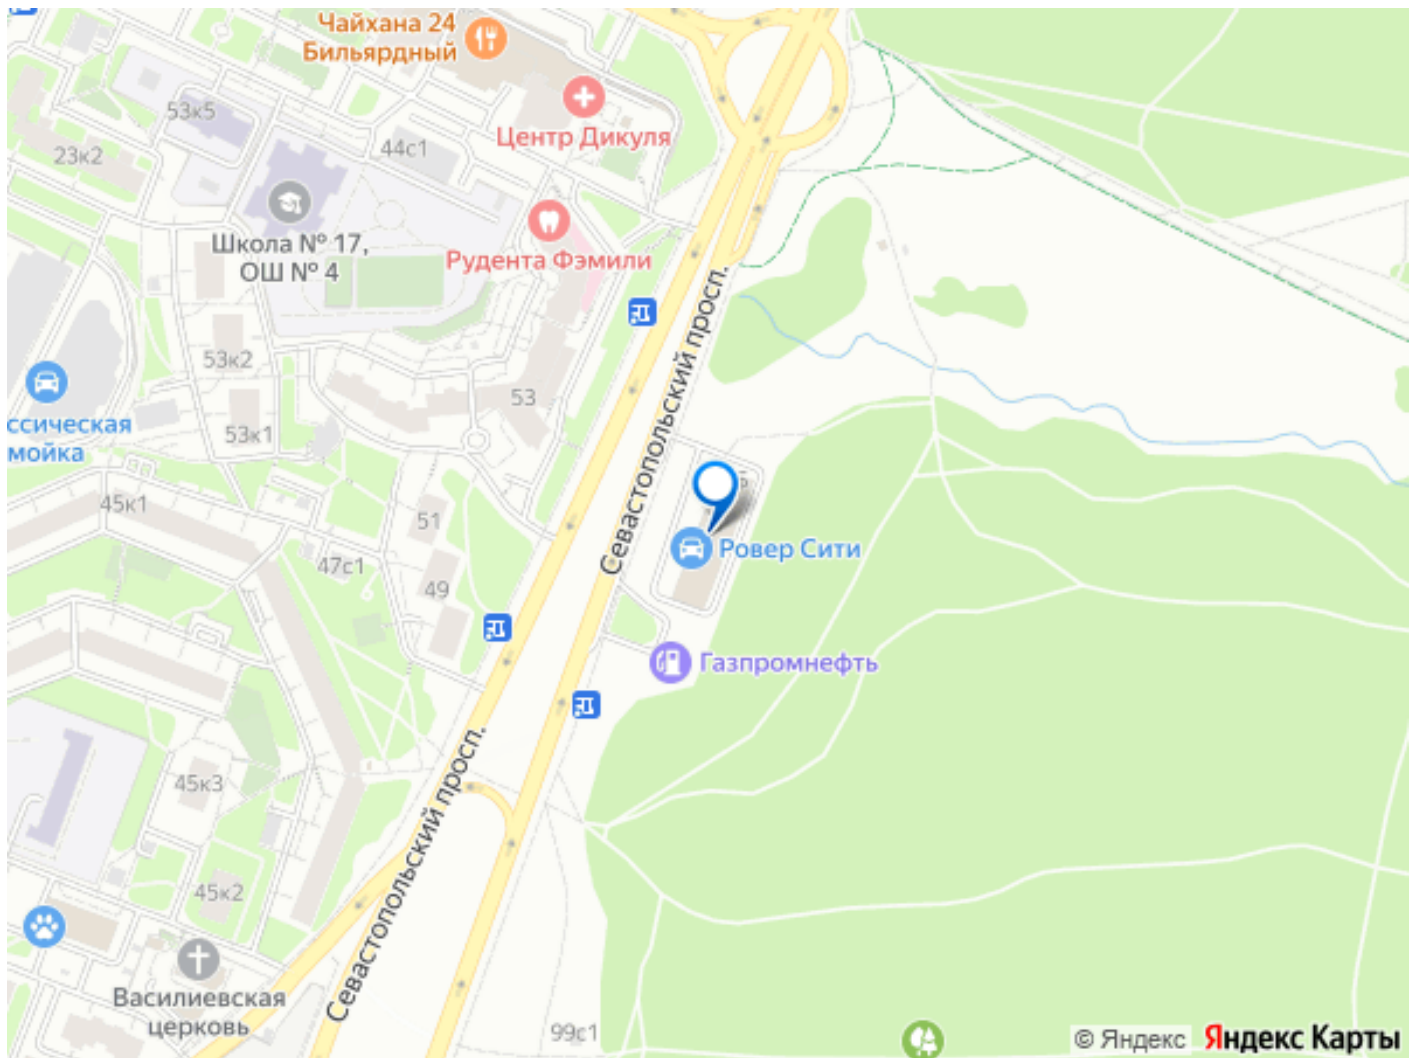 Чайхана 24
Бильярдный
53к5
Центр Дикуля
44с1
23к2
Школа № 17,
ОШ № 4
Рудента Фэмили
Севастопольский просп.
53к2
53
ссическая
мойка
53к1
45к1
51
Ровер Сити
47с1
49
Газпромнефть
Севастопольский просп.
45к3
45к2
Василиевская
церковь
99с1
© Яндекс Яндекс Карты